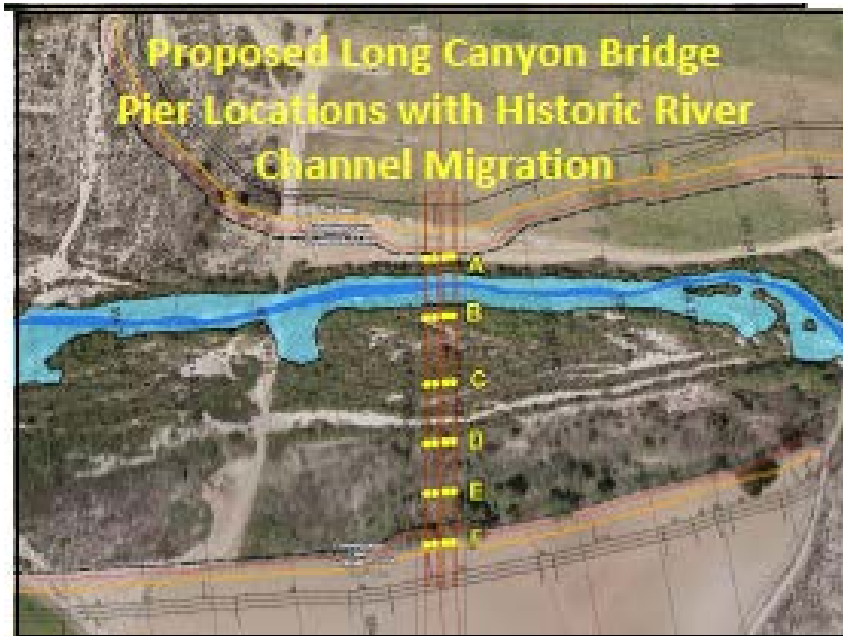 Proposed Long Canyon Bridge
Pier Locations with Historic River
Channel Migration
A
B
C
D
E
F